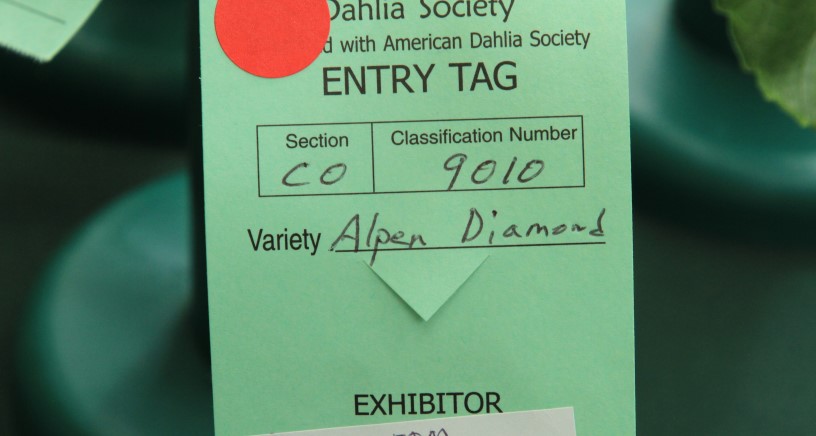 Dahlia Society
with American Dahlia Society
ENTRY TAG
Section Classification Number
CO 9010
Variety Alpen Diamond
EXHIBITOR